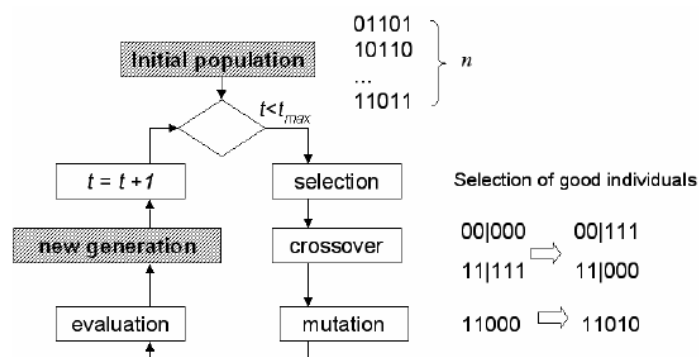 01101
Initial population
10110
...
11011
n
t<tmax
t = t +1
selection
Selection of good individuals
new generation
crossover
00|000
00|111
11|111
11|000
evaluation
mutation
11000
11010